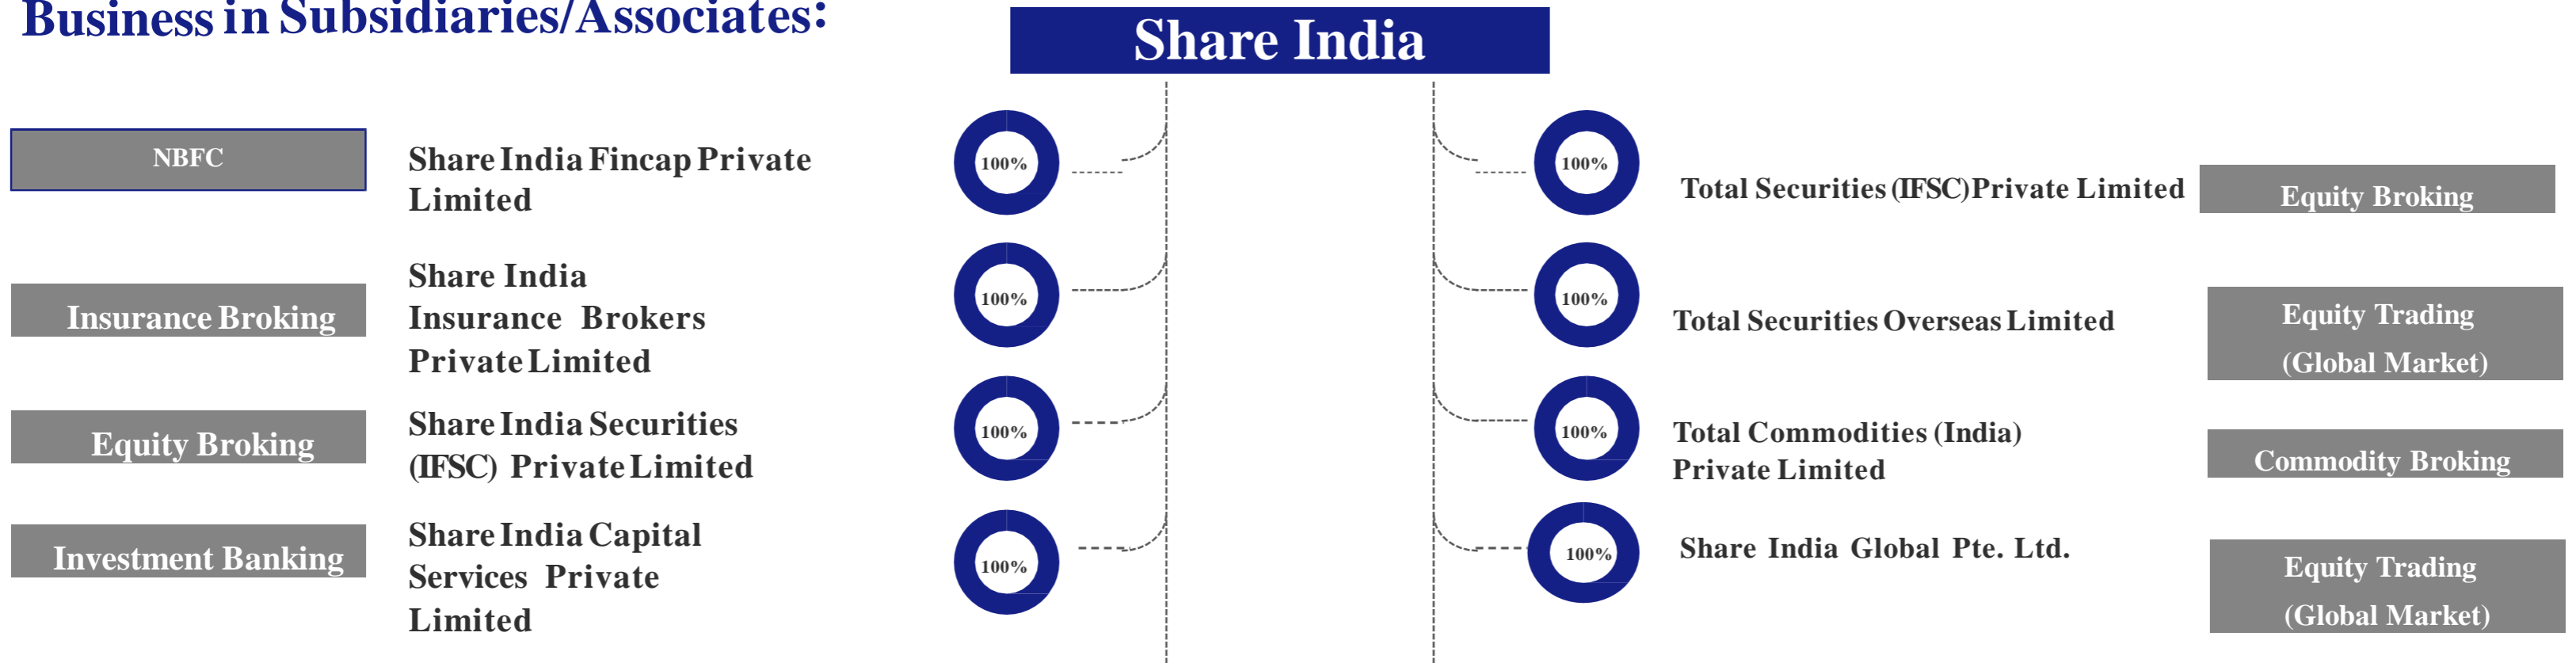 Business in Subsidiaries/Associates:
Share India
NBFC
Share India Fincap Private
Limited
100%
100%
Total Securities (IFSC) Private Limited
Equity Broking
Insurance Broking
Share India
Insurance Brokers
Private Limited
100%
100%
Total Securities Overseas Limited
Equity Trading
(Global Market)
Equity Broking
Share India Securities
(IFSC) Private Limited
100%
100%
Total Commodities (India)
Private Limited
Commodity Broking
Investment Banking
Share India Capital
Services Private
Limited
100%
100%
Share India Global Pte. Ltd.
Equity Trading
(Global Market)